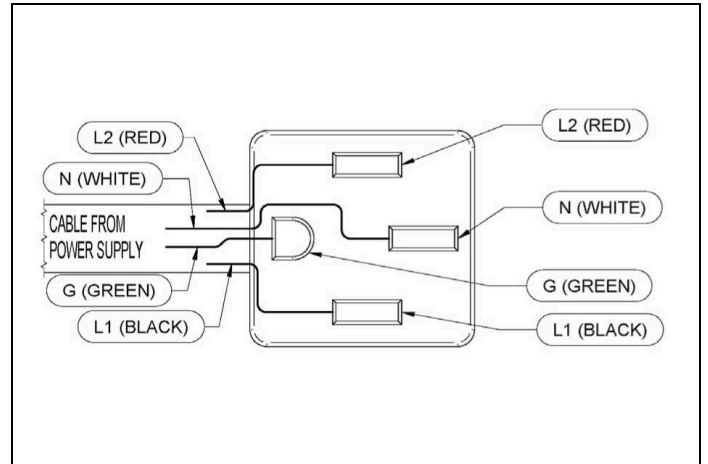 L2 (RED)
N (WHITE)
CABLE FROM
POWER SUPPLY
G (GREEN)
L1 (BLACK)
L2 (RED)
N (WHITE)
G (GREEN)
L1 (BLACK)